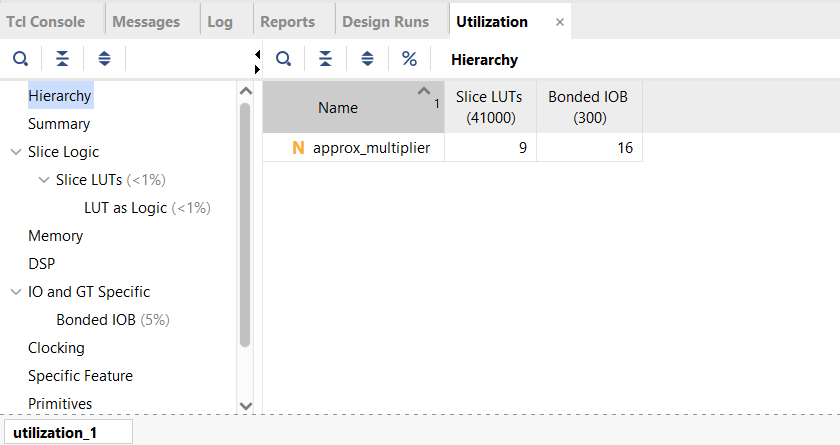 Tcl Console Messages Log Reports Design Runs Utilization ×
% Hierarchy
Hierarchy
Summary
Slice Logic
Slice LUTs (<1%)
LUT as Logic (<1%)
Memory
DSP
IO and GT Specific
Bonded IOB (5%)
Clocking
Specific Feature
Primitives
Name 1 Slice LUTs (41000) Bonded IOB (300)
N approx_multiplier 9 16
utilization_1